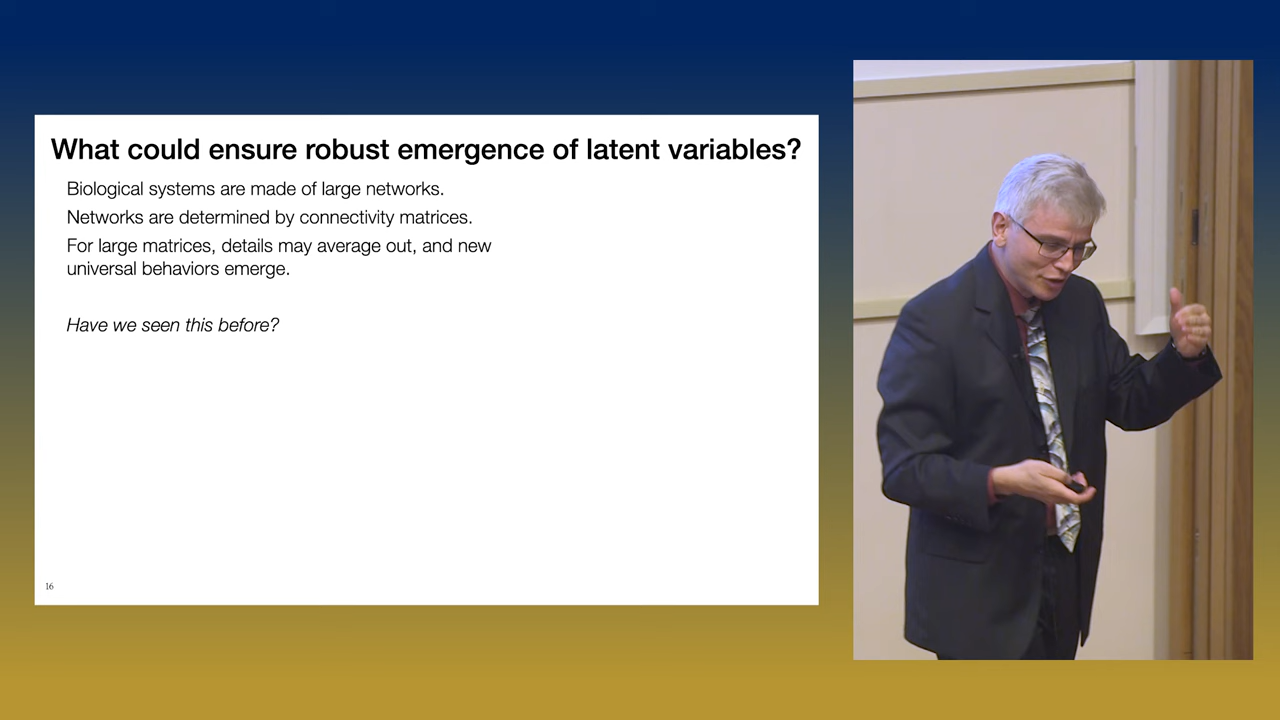 What could ensure robust emergence of latent variables?
Biological systems are made of large networks.
Networks are determined by connectivity matrices.
For large matrices, details may average out, and new
universal behaviors emerge.
Have we seen this before?
16